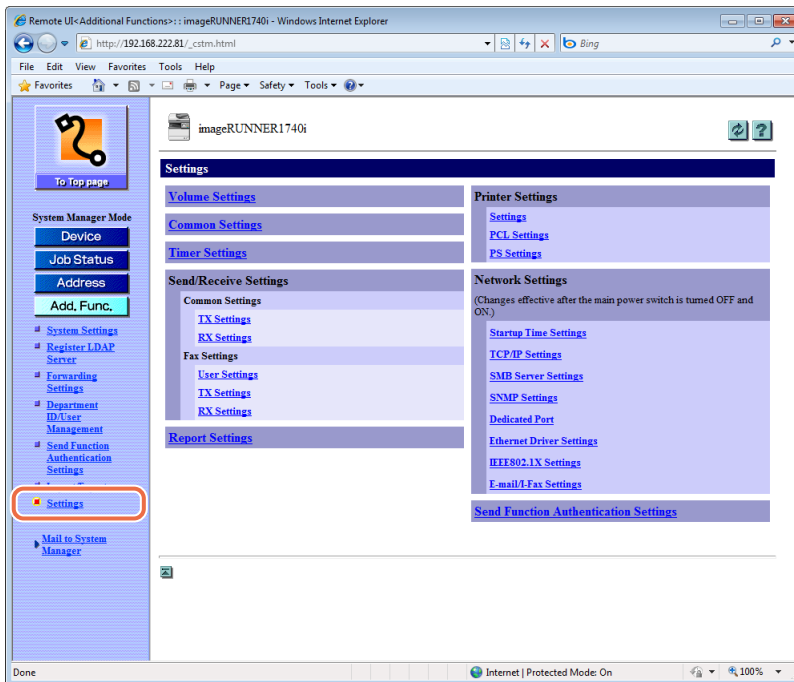 Remote UI<Additional Functions>: : imageRUNNER1740i - Windows Internet Explorer
http://192.168.222.81/_cstm.html
Bing
File Edit View Favorites Tools Help
Favorites Page Safety Tools
To Top page
System Manager Mode
Device
Job Status
Address
Add. Func.
System Settings
Register LDAP
Server
Forwarding
Settings
Department
ID/User
Management
Send Function
Authentication
Settings
Settings
Mail to System
Manager
imageRUNNER1740i
Settings
Volume Settings
Common Settings
Timer Settings
Send/Receive Settings
Common Settings
TX Settings
RX Settings
Fax Settings
User Settings
TX Settings
RX Settings
Report Settings
Printer Settings
Settings
PCL Settings
PS Settings
Network Settings
(Changes effective after the main power switch is turned OFF and
ON.)
Startup Time Settings
TCP/IP Settings
SMB Server Settings
SNMP Settings
Dedicated Port
Ethernet Driver Settings
IEEE802.1X Settings
E-mail/I-Fax Settings
Send Function Authentication Settings
Done
Internet | Protected Mode: On
100%